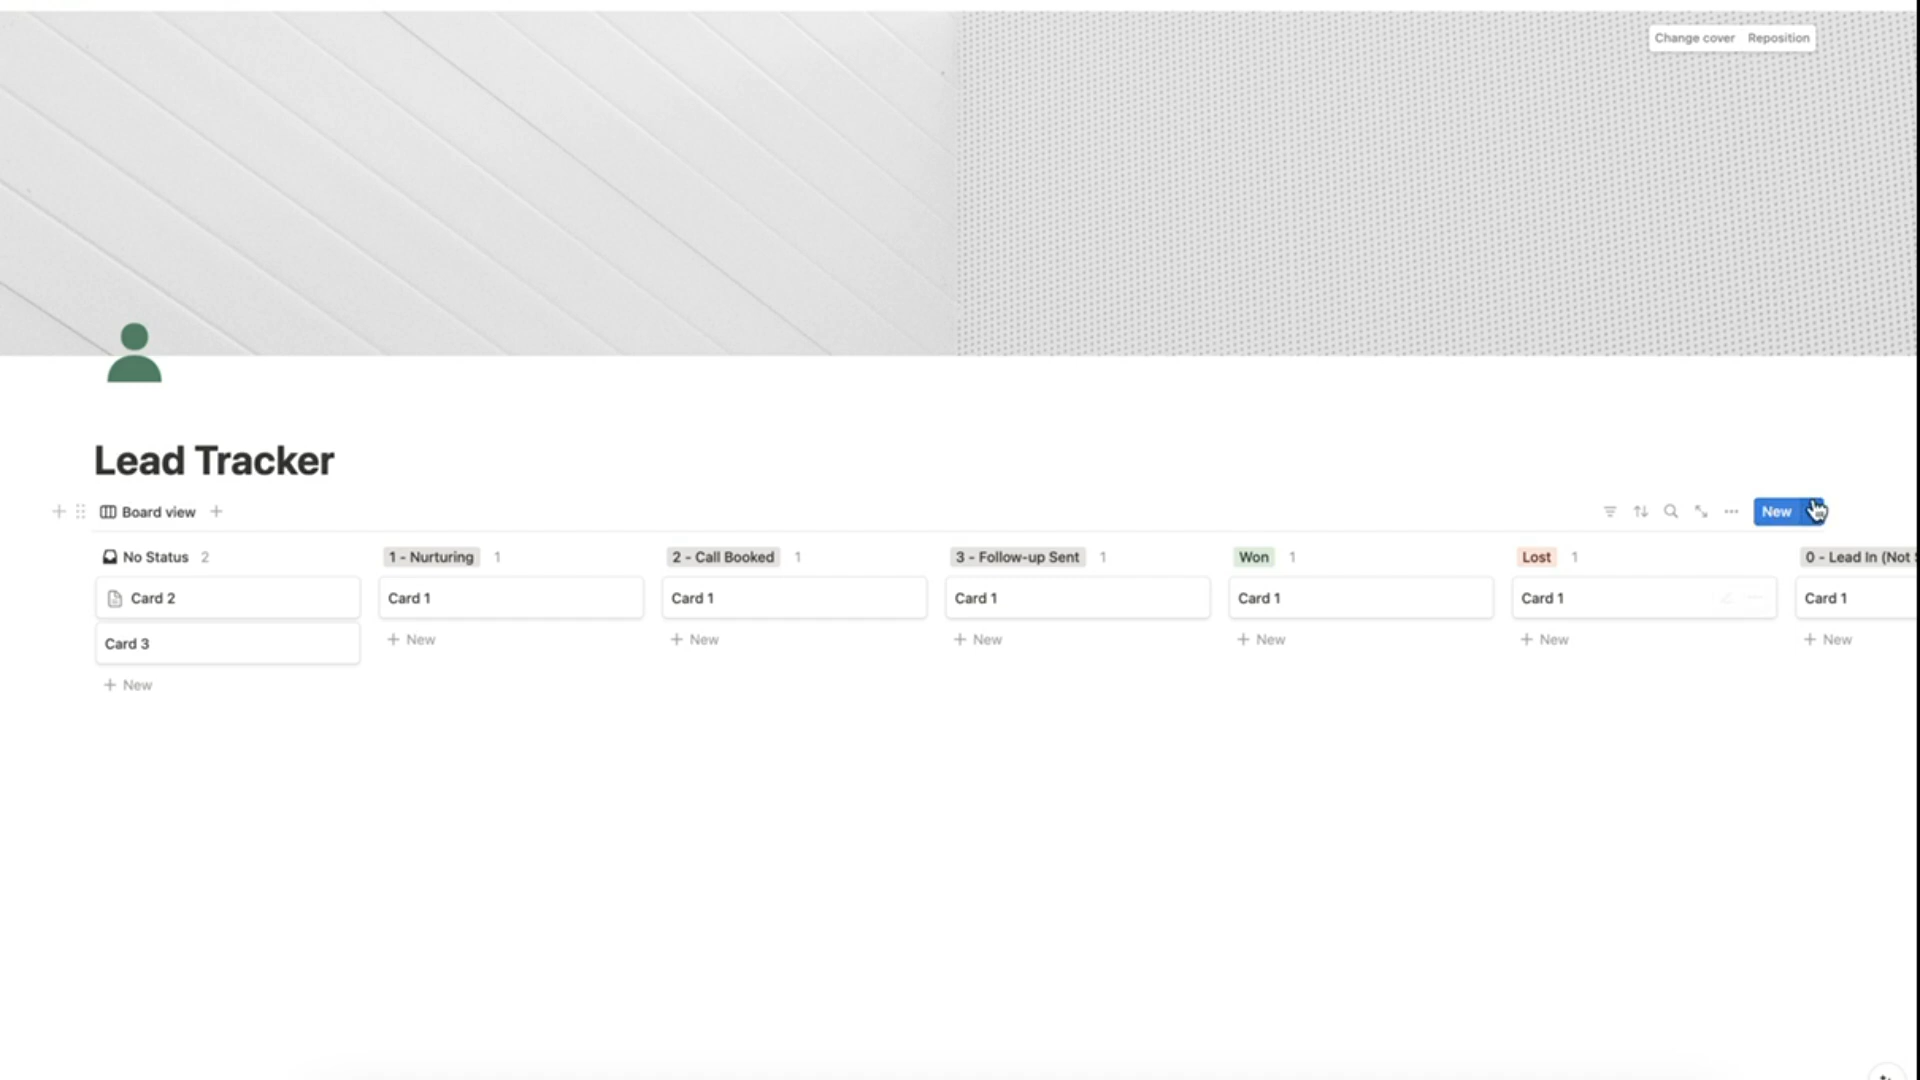 Change cover Reposition
Lead Tracker
Board view
New
No Status 2
1 - Nurturing 1
2 - Call Booked 1
3 - Follow-up Sent 1
Won 1
Lost 1
0 - Lead In (Not
Card 2
Card 1
Card 1
Card 1
Card 1
Card 1
Card 1
Card 3
+ New
+ New
+ New
+ New
+ New
+ New
+ New